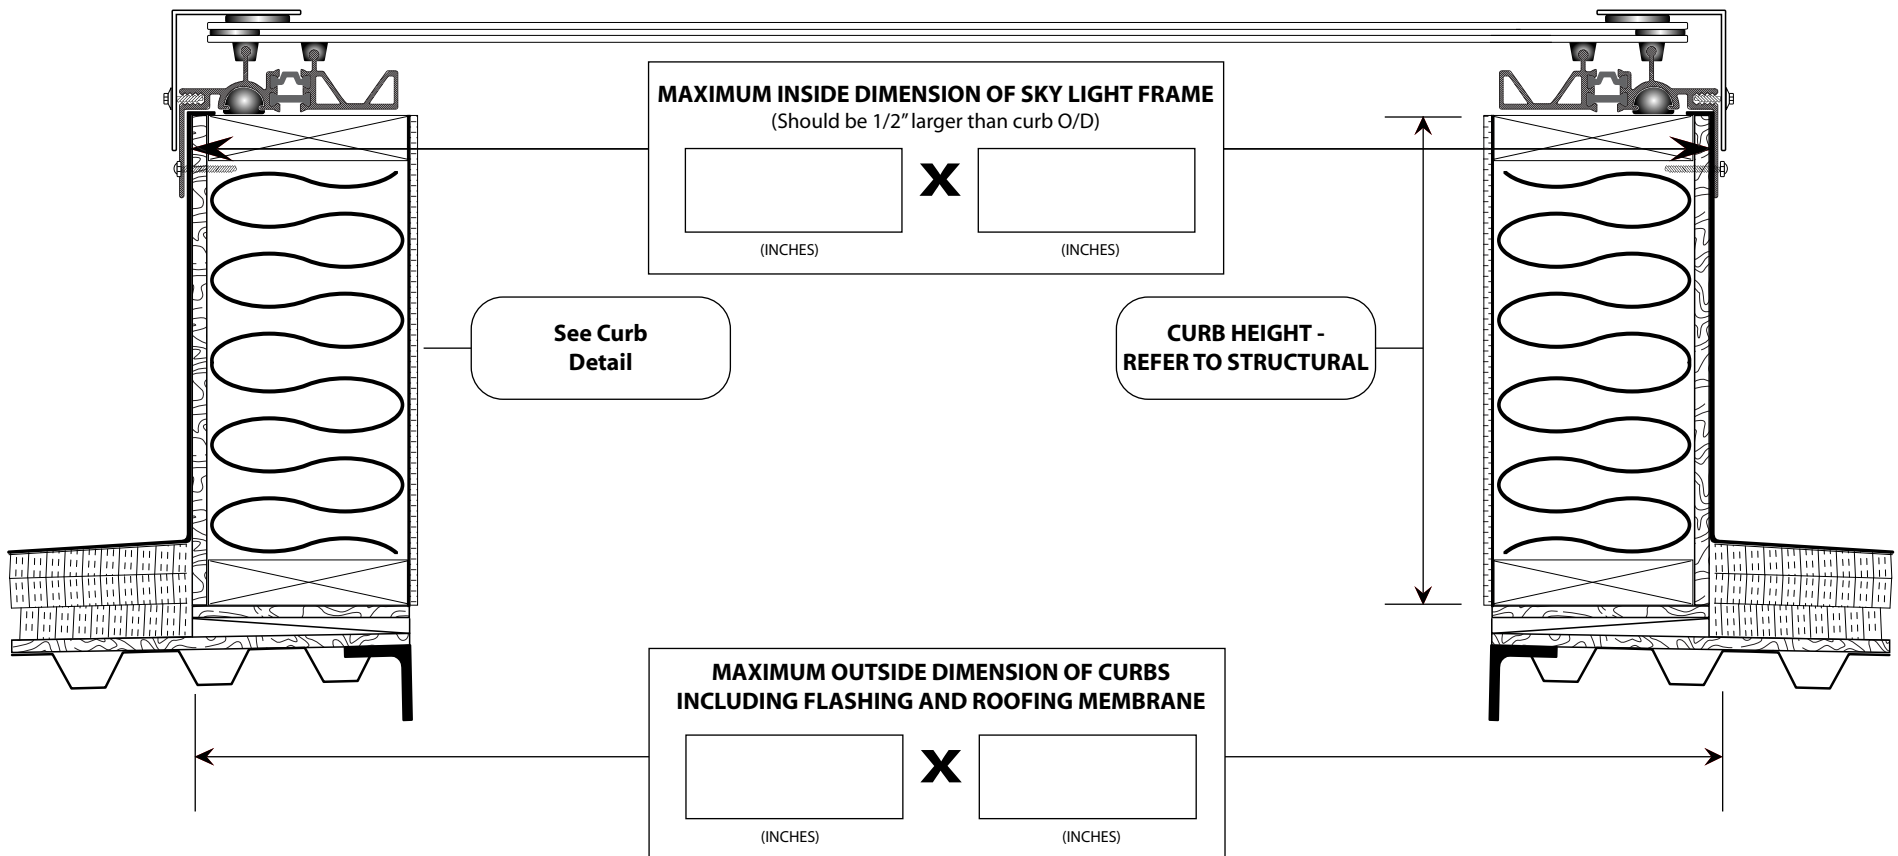 MAXIMUM INSIDE DIMENSION OF SKY LIGHT FRAME
(Should be 1/2" larger than curb O/D)
X
(INCHES) (INCHES)
See Curb
Detail
CURB HEIGHT -
REFER TO STRUCTURAL
MAXIMUM OUTSIDE DIMENSION OF CURBS
INCLUDING FLASHING AND ROOFING MEMBRANE
X
(INCHES) (INCHES)